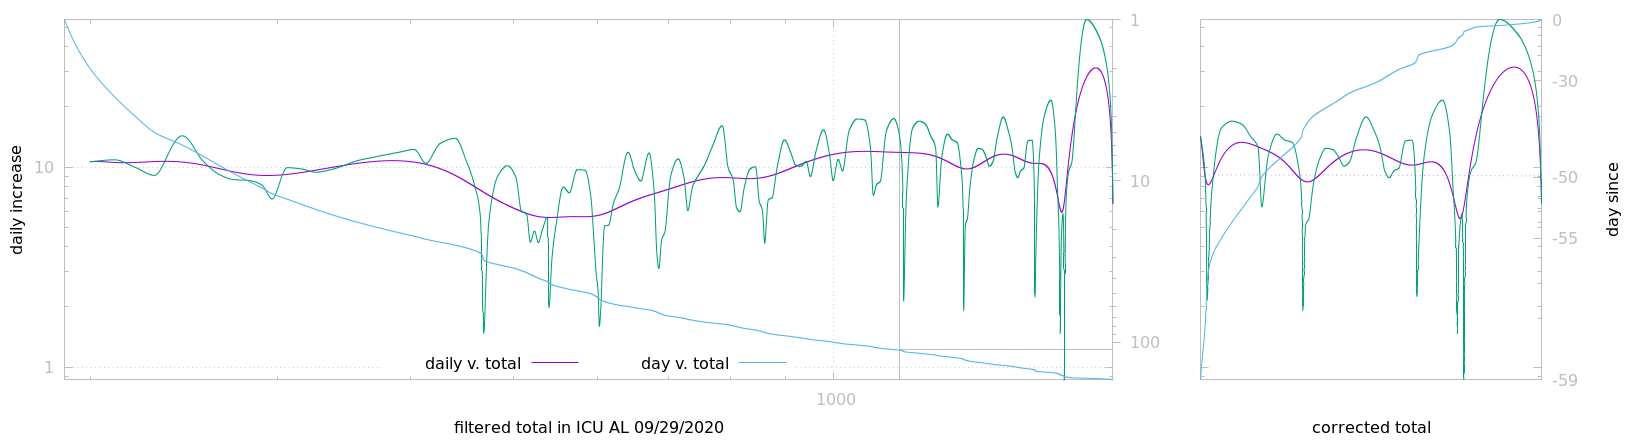 daily increase
10
1
daily v. total
day v. total
1000
1
10
100
filtered total in ICU AL 09/29/2020
0
-30
-50
-55
-59
day since
corrected total